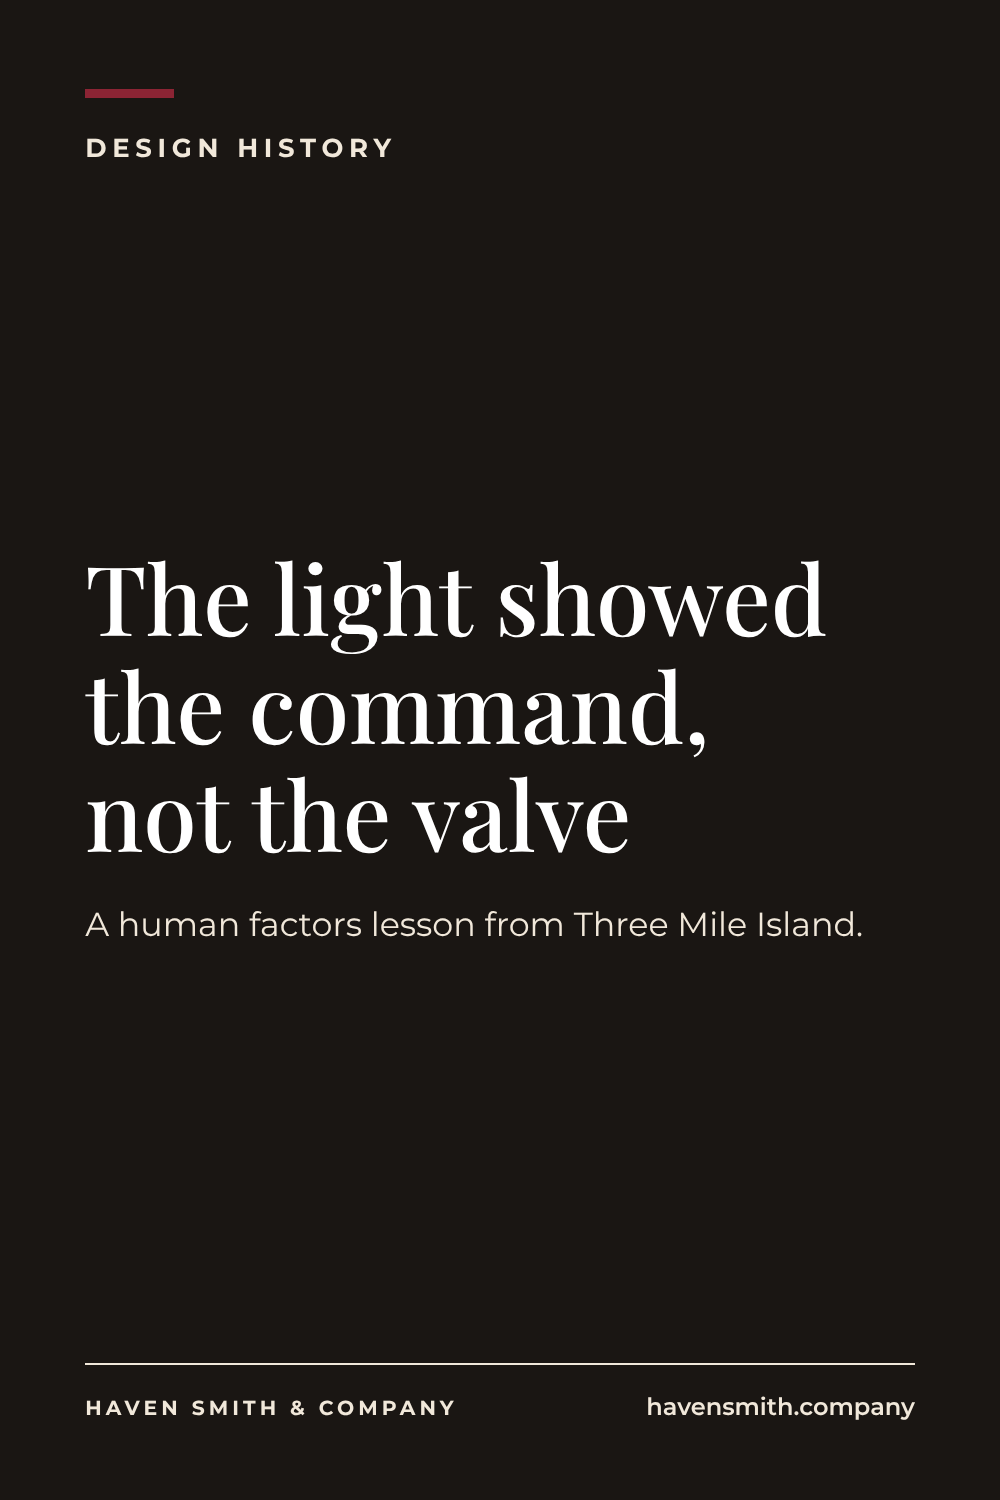 DESIGN HISTORY
The light showed
the command,
not the valve
A human factors lesson from Three Mile Island.
HAVEN SMITH & COMPANY
havensmith.company